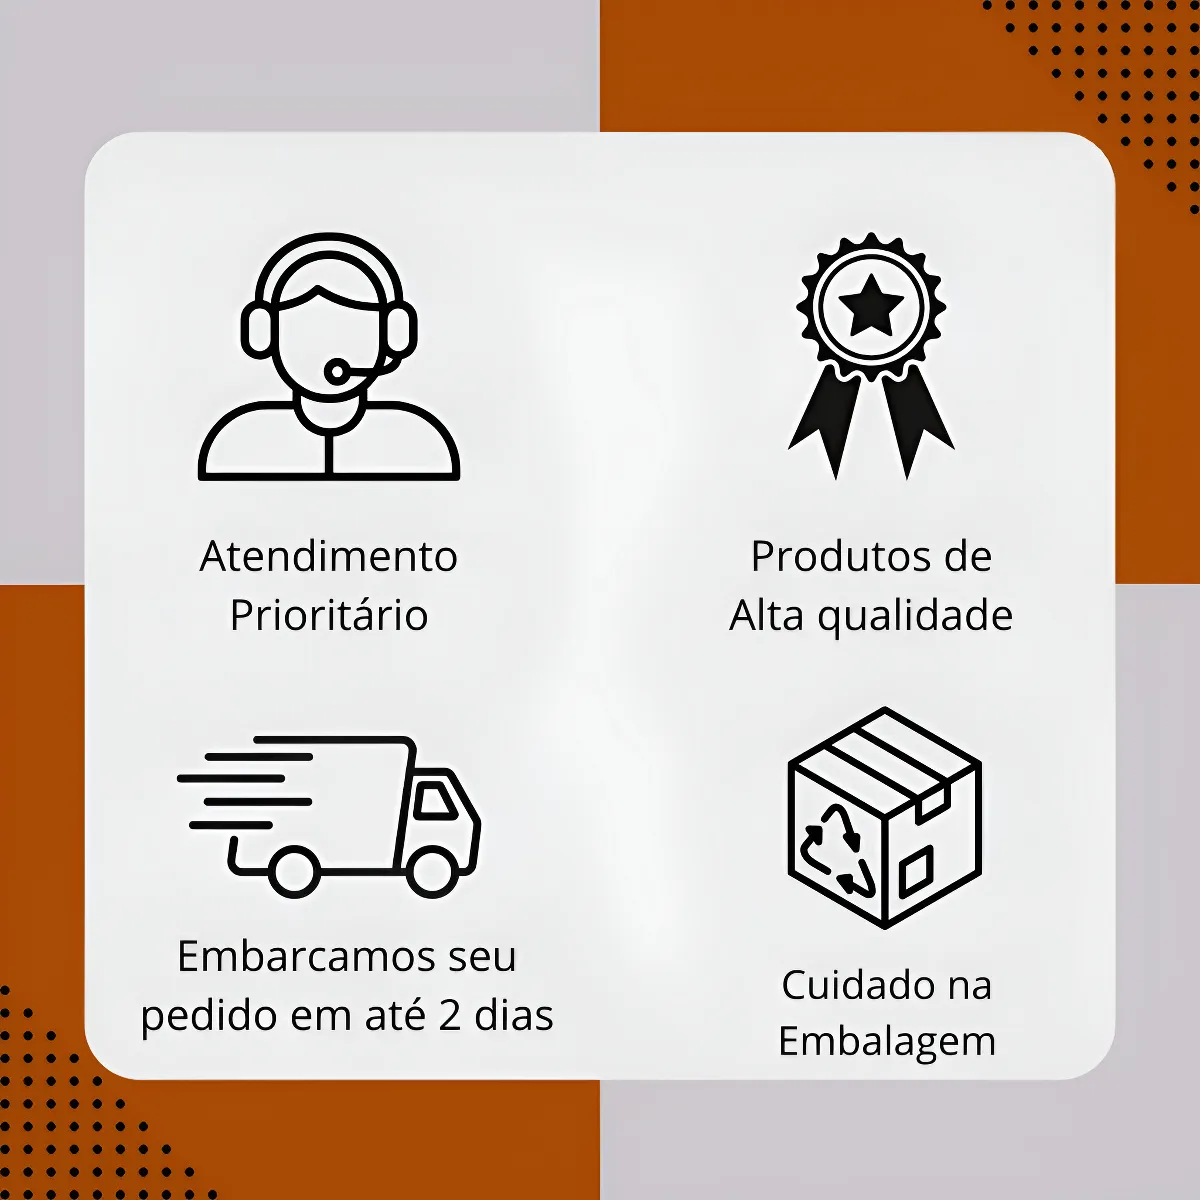 Atendimento
Prioritário
Produtos de
Alta qualidade
Embarcamos seu
pedido em até 2 dias
Cuidado na
Embalagem